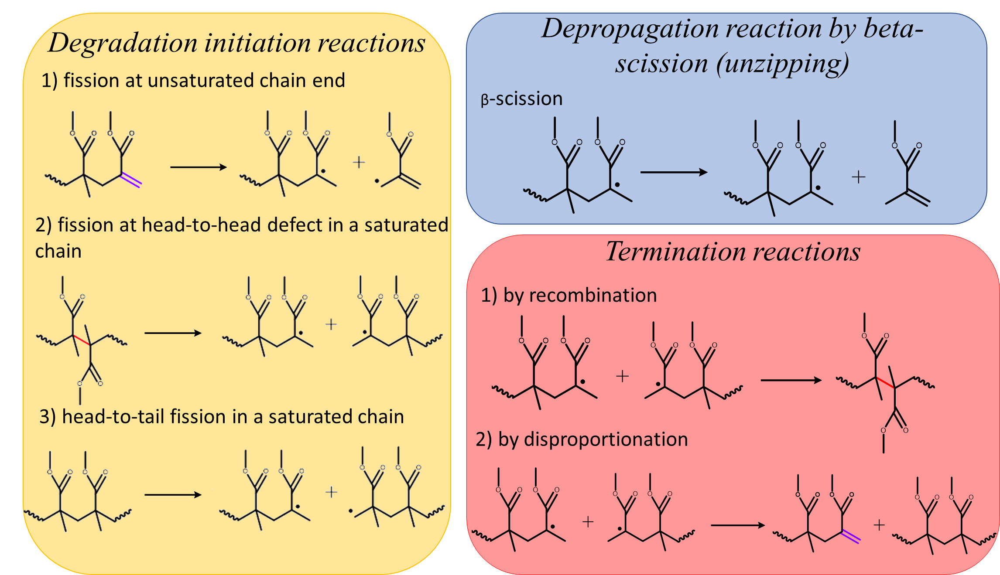 Degradation initiation reactions
1) fission at unsaturated chain end
O O O O O O O O O O
+
2) fission at head-to-head defect in a saturated
chain
O O O O O O O O O O
+
O O
3) head-to-tail fission in a saturated chain
O O O O O O O O O O O O
+
Depropagation reaction by beta-
scission (unzipping)
β-scission
O O O O O O O O O O
+
Termination reactions
1) by recombination
O O O O O O O O O O
+
O O
2) by disproportionation
O O O O O O O O O O O O O O O O
+ +